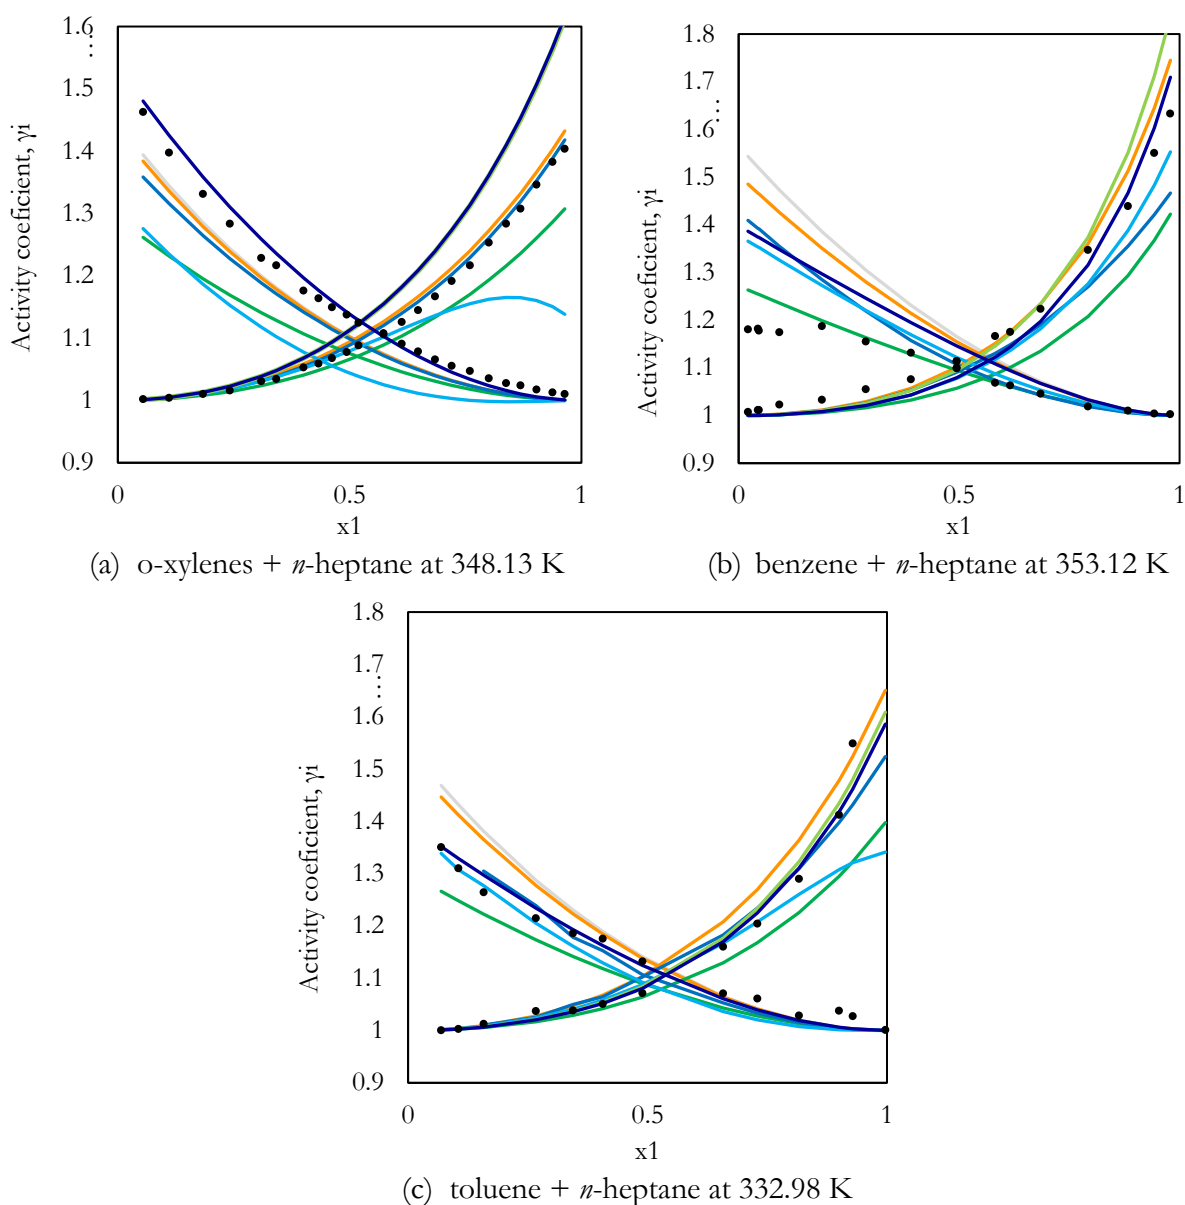 1.6
⋮
1.5
1.4
1.3
1.2
1.1
1
0.9
Activity coeficient, γi
0 0.5 1
x1
(a) o-xylenes + n-heptane at 348.13 K
1.8
1.7
⋮
1.6
1.5
1.4
1.3
1.2
1.1
1
0.9
Activity coeficient, γi
0 0.5 1
x1
(b) benzene + n-heptane at 353.12 K
1.8
1.7
⋮
1.6
1.5
1.4
1.3
1.2
1.1
1
0.9
Activity coeficient, γi
0 0.5 1
x1
(c) toluene + n-heptane at 332.98 K